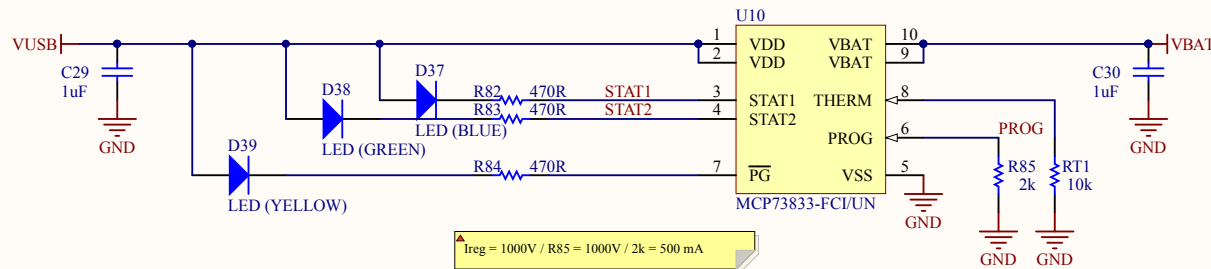 U10
VUSB
1
VDD
VBAT
10
VBAT
2
VDD
VBAT
9
C29
1uF
D37
C30
1uF
D38
R82
470R
STAT1
3
STAT1
THERM
8
R83
470R
STAT2
4
STAT2
GND
LED (BLUE)
PROG
6
PROG
GND
LED (GREEN)
D39
R84
470R
7
PG
VSS
5
R85
2k
RT1
10k
LED (YELLOW)
MCP73833-FCI/UN
GND
GND
GND
Ireg = 1000V / R85 = 1000V / 2k = 500 mA